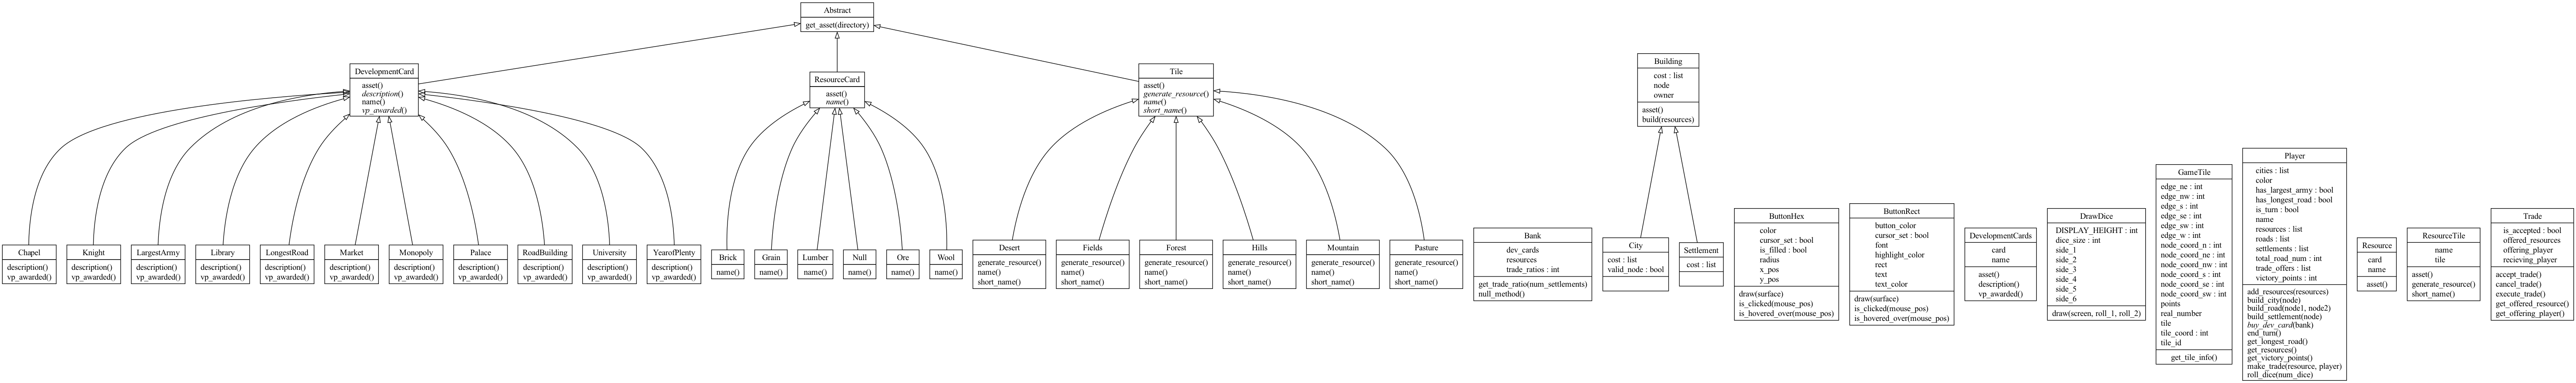 Abstract
get_asset(directory)
DevelopmentCard
asset()
description()
name()
vp_awarded()
ResourceCard
asset()
name()
Tile
asset()
generate_resource()
name()
short_name()
Building
cost : list
node
owner
asset()
build(resources)
Chapel
description()
vp_awarded()
Knight
description()
vp_awarded()
LargestArmy
description()
vp_awarded()
Library
description()
vp_awarded()
LongestRoad
description()
vp_awarded()
Market
description()
vp_awarded()
Monopoly
description()
vp_awarded()
Palace
description()
vp_awarded()
RoadBuilding
description()
vp_awarded()
University
description()
vp_awarded()
YearofPlenty
description()
vp_awarded()
Brick
name()
Grain
name()
Lumber
name()
Null
name()
Ore
name()
Wool
name()
Desert
generate_resource()
name()
short_name()
Fields
generate_resource()
name()
short_name()
Forest
generate_resource()
name()
short_name()
Hills
generate_resource()
name()
short_name()
Mountain
generate_resource()
name()
short_name()
Pasture
generate_resource()
name()
short_name()
Bank
dev_cards
resources
trade_ratios : int
get_trade_ratio(num_settlements)
null_method()
City
cost : list
valid_node : bool
Settlement
cost : list
ButtonHex
color
cursor_set : bool
is_filled : bool
radius
x_pos
y_pos
draw(surface)
is_clicked(mouse_pos)
is_hovered_over(mouse_pos)
ButtonRect
button_color
cursor_set : bool
font
highlight_color
rect
text
text_color
draw(surface)
is_clicked(mouse_pos)
is_hovered_over(mouse_pos)
DevelopmentCards
card
name
asset()
description()
vp_awarded()
DrawDice
DISPLAY_HEIGHT : int
dice_size : int
side_1
side_2
side_3
side_4
side_5
side_6
draw(screen, roll_1, roll_2)
GameTile
edge_ne : int
edge_nw : int
edge_s : int
edge_se : int
edge_sw : int
edge_w : int
node_coord_n : int
node_coord_ne : int
node_coord_nw : int
node_coord_s : int
node_coord_se : int
node_coord_sw : int
points
real_number
tile
tile_coord : int
tile_id
get_tile_info()
Player
cities : list
color
has_largest_army : bool
has_longest_road : bool
is_turn : bool
name
resources : list
roads : list
settlements : list
total_road_num : int
trade_offers : list
victory_points : int
add_resources(resources)
build_city(node)
build_road(node1, node2)
build_settlement(node)
buy_dev_card(bank)
end_turn()
get_longest_road()
get_resources()
get_victory_points()
make_trade(resource, player)
roll_dice(num_dice)
Resource
card
name
asset()
ResourceTile
name
tile
asset()
generate_resource()
short_name()
Trade
is_accepted : bool
offered_resources
offering_player
recieving_player
accept_trade()
cancel_trade()
execute_trade()
get_offered_resource()
get_offering_player()